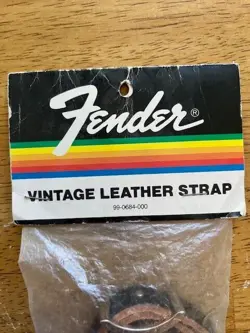 Fender®
VINTAGE LEATHER STRAP
99-0684-000